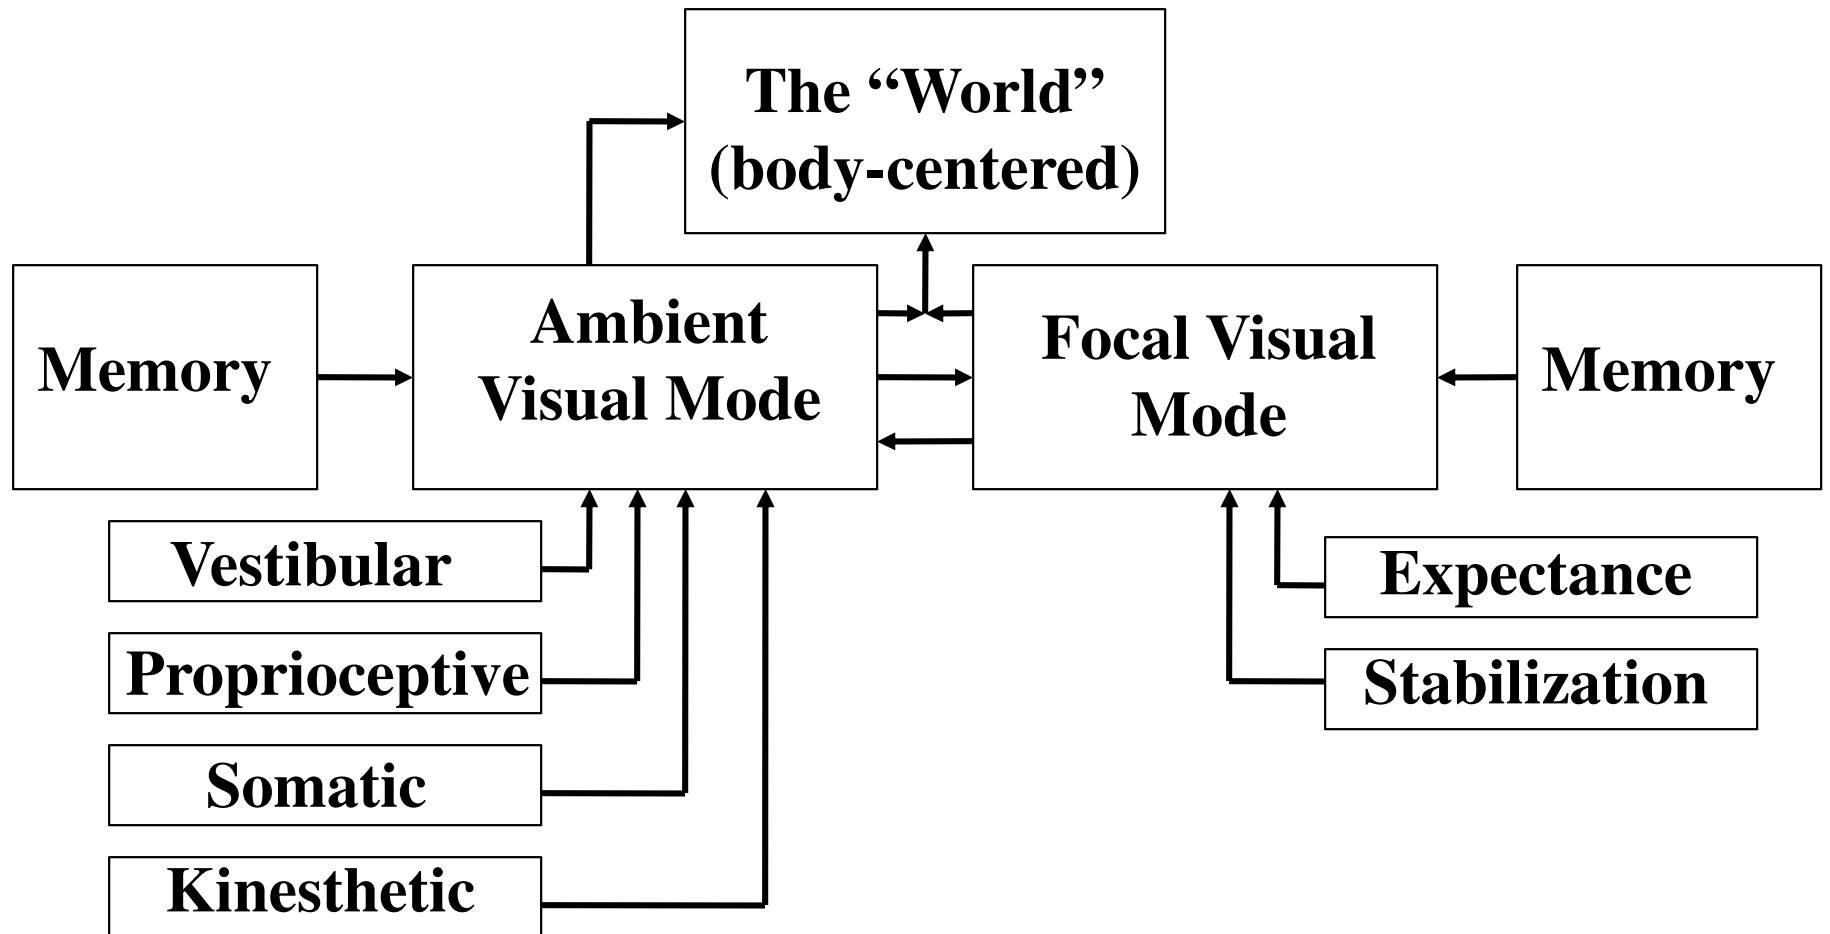 The “World”
(body-centered)
Memory
Ambient
Visual Mode
Focal Visual
Mode
Memory
Vestibular
Proprioceptive
Somatic
Kinesthetic
Expectance
Stabilization